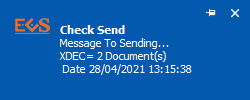 EGS
Check Send
Message To Sending...
XDEC= 2 Document(s)
Date 28/04/2021 13:15:38